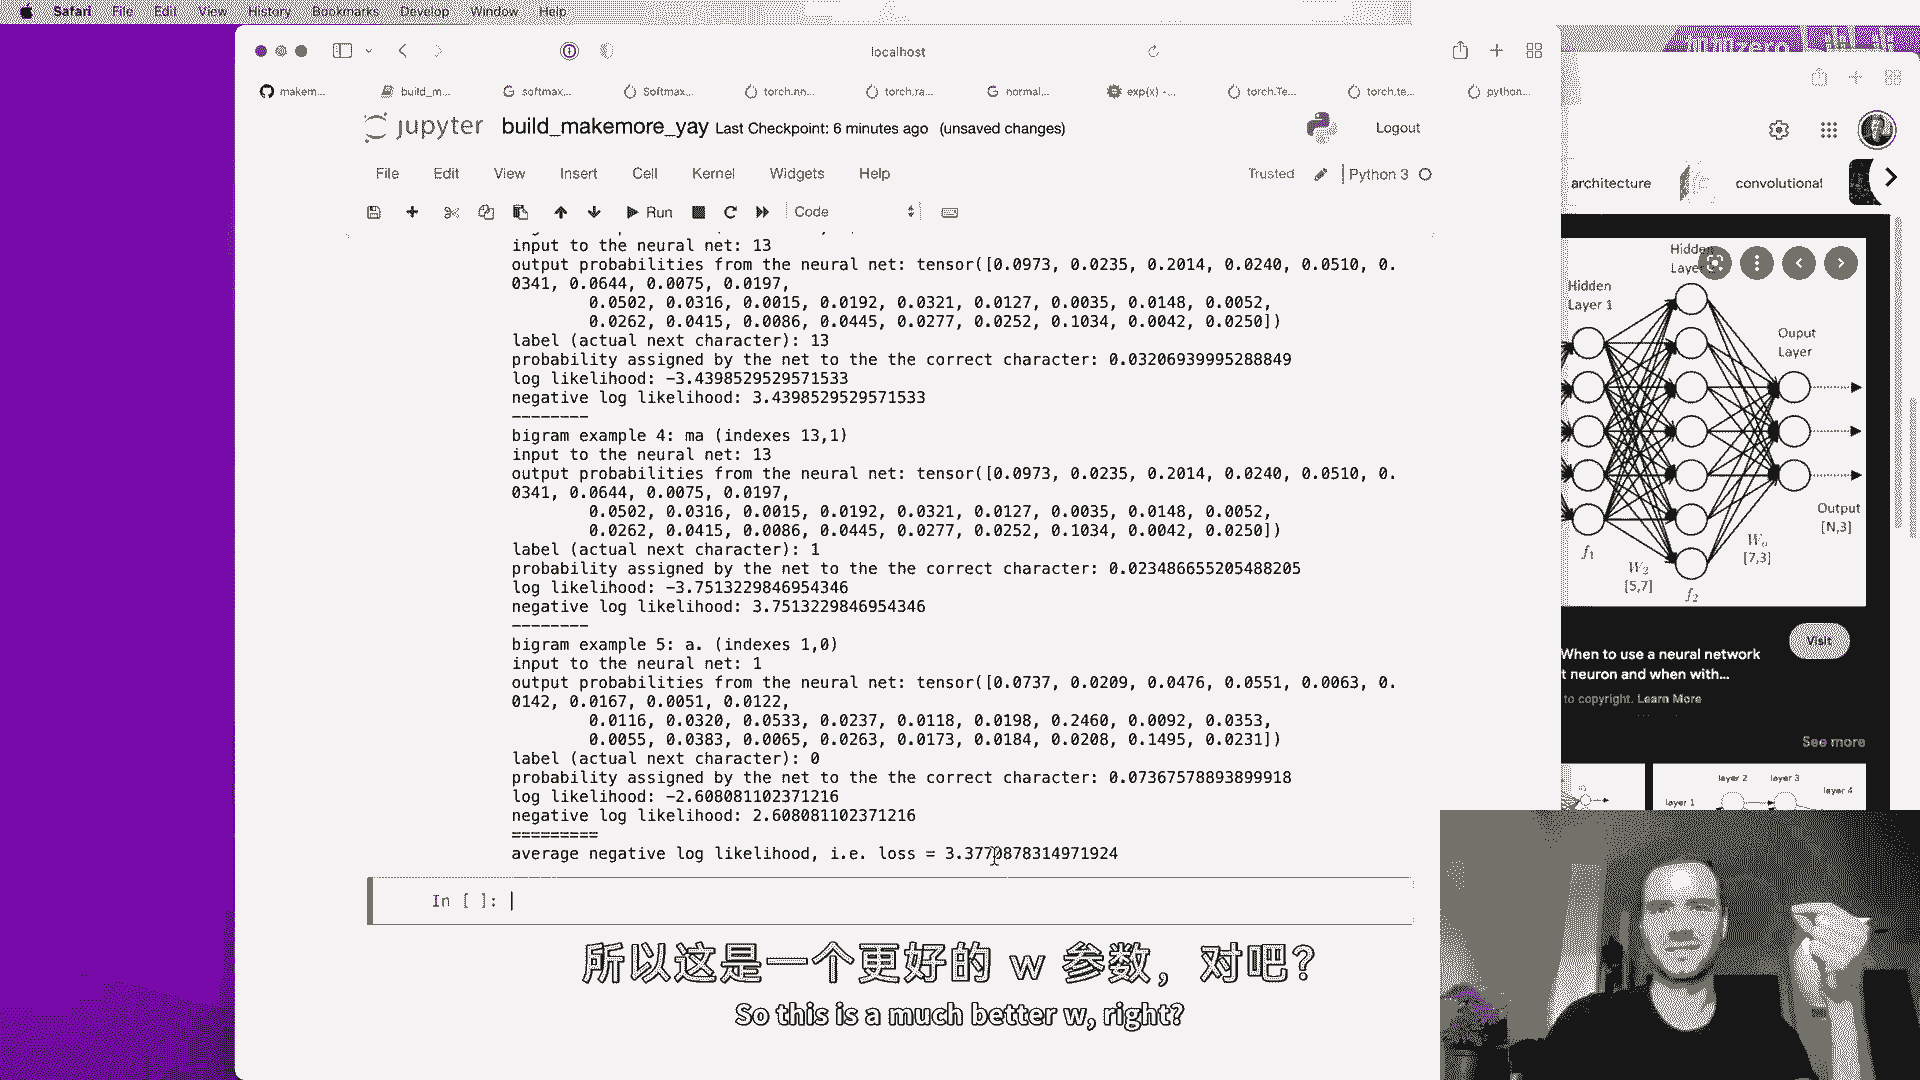 Safari File Edit View History Bookmarks Develop Window Help
localhost
makem... build_m... softmax... Softmax... torch.nn... torch.ra... normal... exp(x) -... torch.Te... torch.te... python...
jupyter build_makemore_yay Last Checkpoint: 6 minutes ago (unsaved changes)
Logout
File Edit View Insert Cell Kernel Widgets Help
Trusted Python 3
Run Code
input to the neural net: 13
output probabilities from the neural net: tensor([0.0973, 0.0235, 0.2014, 0.0240, 0.0510, 0.
0341, 0.0644, 0.0075, 0.0197,
0.0502, 0.0316, 0.0015, 0.0192, 0.0321, 0.0127, 0.0035, 0.0148, 0.0052,
0.0262, 0.0415, 0.0086, 0.0445, 0.0277, 0.0252, 0.1034, 0.0042, 0.0250])
label (actual next character): 13
probability assigned by the net to the the correct character: 0.03206939995288849
log likelihood: -3.4398529529571533
negative log likelihood: 3.4398529529571533
--------
bigram example 4: ma (indexes 13,1)
input to the neural net: 13
output probabilities from the neural net: tensor([0.0973, 0.0235, 0.2014, 0.0240, 0.0510, 0.
0341, 0.0644, 0.0075, 0.0197,
0.0502, 0.0316, 0.0015, 0.0192, 0.0321, 0.0127, 0.0035, 0.0148, 0.0052,
0.0262, 0.0415, 0.0086, 0.0445, 0.0277, 0.0252, 0.1034, 0.0042, 0.0250])
label (actual next character): 1
probability assigned by the net to the the correct character: 0.023486655205488205
log likelihood: -3.7513229846954346
negative log likelihood: 3.7513229846954346
--------
bigram example 5: a. (indexes 1,0)
input to the neural net: 1
output probabilities from the neural net: tensor([0.0737, 0.0209, 0.0476, 0.0551, 0.0063, 0.
0142, 0.0167, 0.0051, 0.0122,
0.0116, 0.0320, 0.0533, 0.0237, 0.0118, 0.0198, 0.2460, 0.0092, 0.0353,
0.0055, 0.0383, 0.0065, 0.0263, 0.0173, 0.0184, 0.0208, 0.1495, 0.0231])
label (actual next character): 0
probability assigned by the net to the the correct character: 0.07367578893899918
log likelihood: -2.608081102371216
negative log likelihood: 2.608081102371216
=========
average negative log likelihood, i.e. loss = 3.3770878314971924
In [ ]:
architecture convolutional
Hidden
Layer
Hidden
Layer 1
Ouput
Layer
Output
[N,3]
f1
W2
[5,7]
f2
[7,3]
Visit
When to use a neural network
t neuron and when with...
to copyright. Learn More
See more
layer 1 layer 2 layer 3 layer 4
所以这是一个更好的 w 参数，对吧？
So this is a much better w, right?